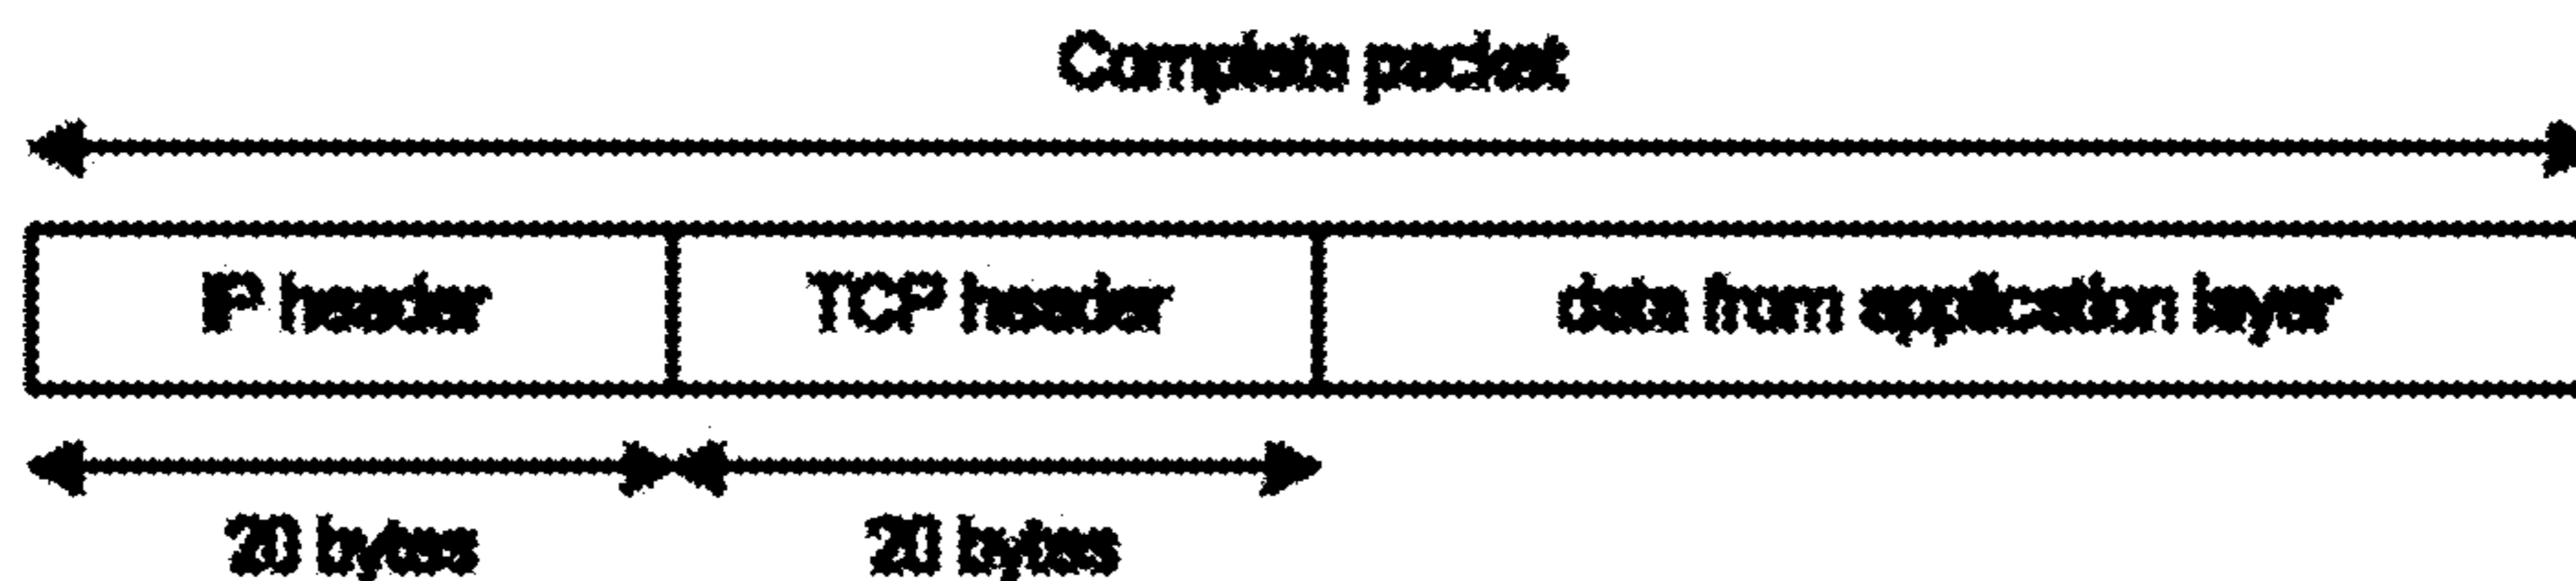 Complete packet
IP header TCP header data from application layer
20 bytes 20 bytes